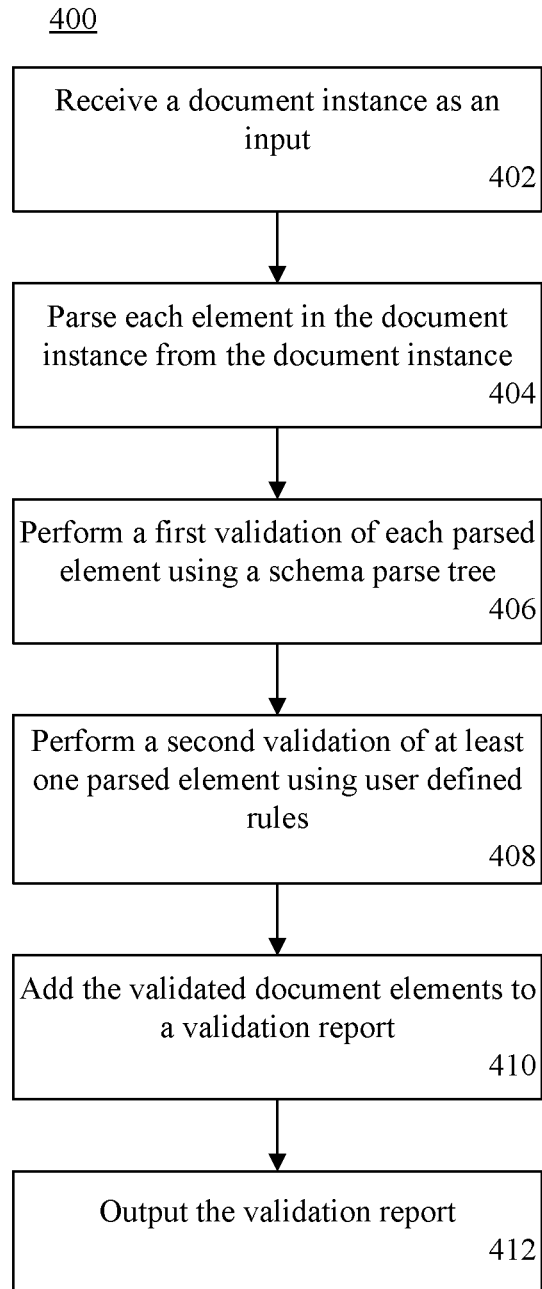 400
Receive a document instance as an
input
402
Parse each element in the document
instance from the document instance
404
Perform a first validation of each parsed
element using a schema parse tree
406
Perform a second validation of at least
one parsed element using user defined
rules
408
Add the validated document elements to
a validation report
410
Output the validation report
412